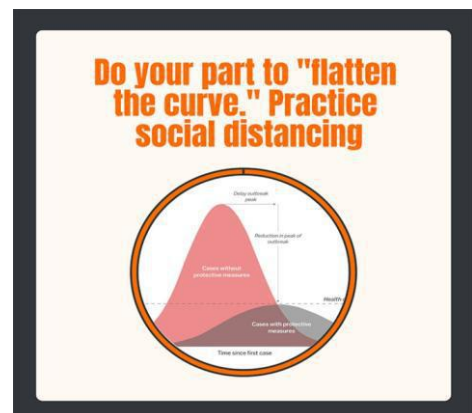 Do your part to "flatten
the curve." Practice
social distancing
Delay outbreak
peak
Reduction in peak of
outbreak
Cases without
protective measures
Health
Cases with protective
measures
Time since first case